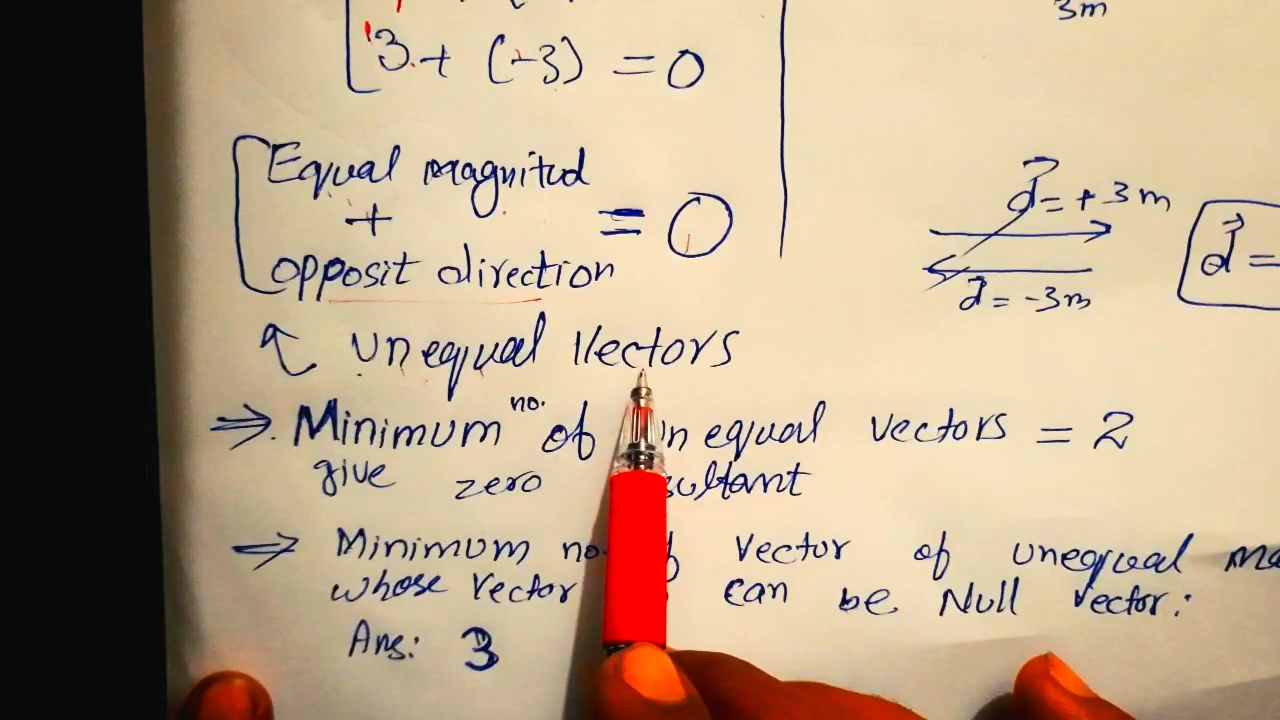 3m
3 + (-3) = 0
Equal magnitud
+
= 0
opposit direction
d = +3m
d =
d = -3m
unequal Vectors
Minimum no. of unequal vectors = 2
give zero
Minimum no. of vector of unequal
whose vector can be Null vector:
Ans: 3